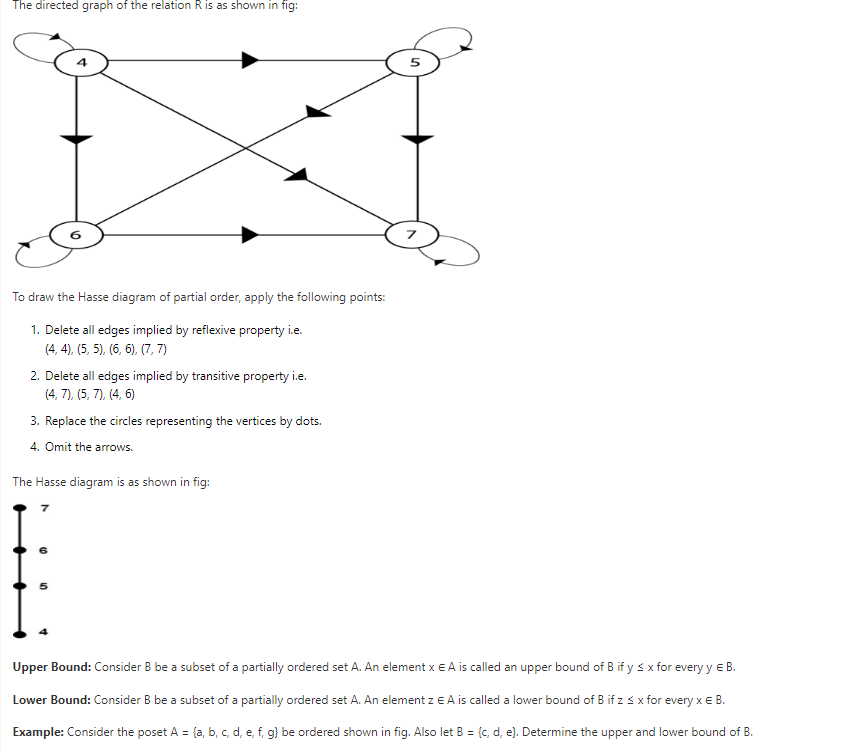 The directed graph of the relation R is as shown in fig:
4
5
6
7
To draw the Hasse diagram of partial order, apply the following points:
1. Delete all edges implied by reflexive property i.e.
(4, 4), (5, 5), (6, 6), (7, 7)
2. Delete all edges implied by transitive property i.e.
(4, 7), (5, 7), (4, 6)
3. Replace the circles representing the vertices by dots.
4. Omit the arrows.
The Hasse diagram is as shown in fig:
7
6
5
4
Upper Bound: Consider B be a subset of a partially ordered set A. An element x ∈ A is called an upper bound of B if y ≤ x for every y ∈ B.
Lower Bound: Consider B be a subset of a partially ordered set A. An element z ∈ A is called a lower bound of B if z ≤ x for every x ∈ B.
Example: Consider the poset A = {a, b, c, d, e, f, g} be ordered shown in fig. Also let B = {c, d, e}. Determine the upper and lower bound of B.